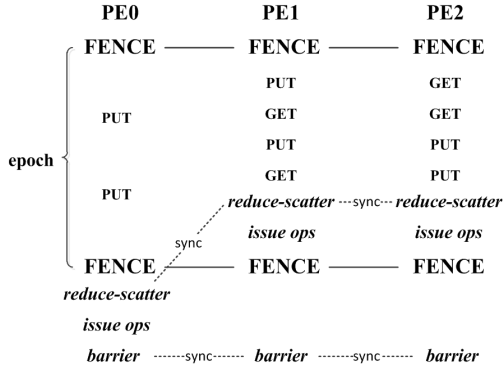 PE0 PE1 PE2
FENCE FENCE FENCE
PUT GET
PUT GET GET
PUT PUT
epoch
GET PUT
PUT
reduce-scatter sync reduce-scatter
issue ops issue ops
sync
FENCE FENCE FENCE
reduce-scatter
issue ops
barrier sync barrier sync barrier